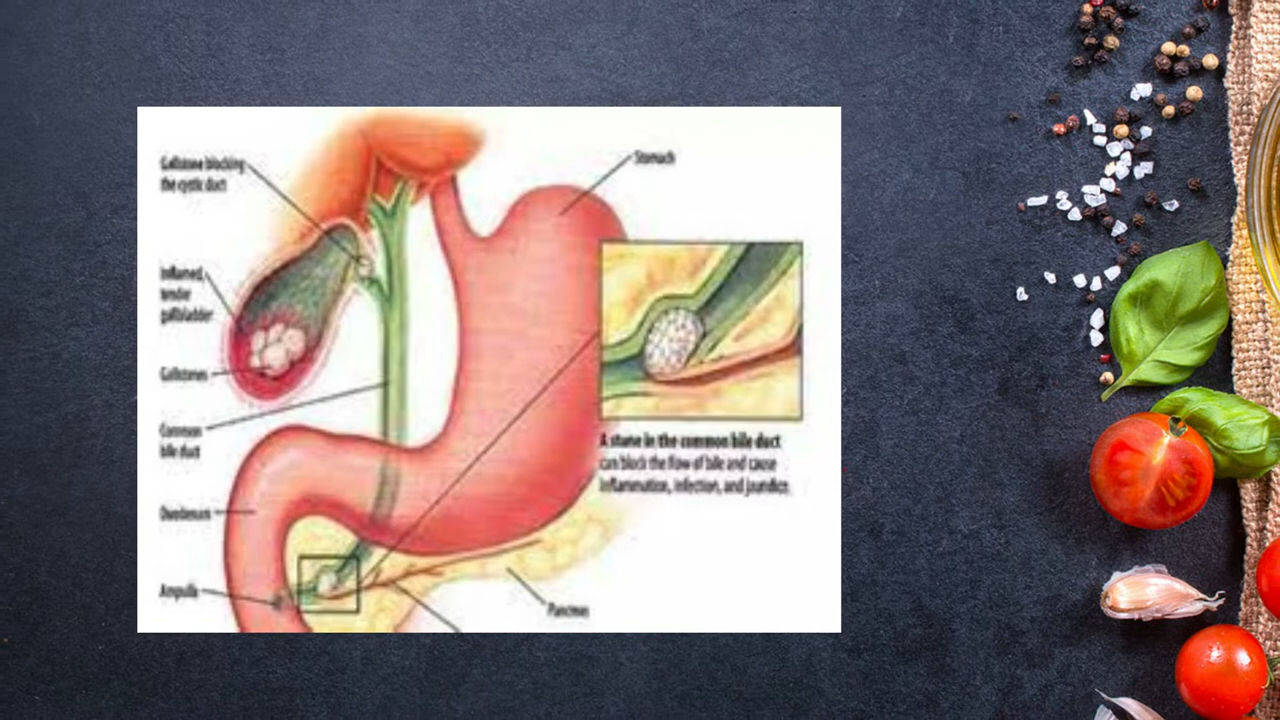 Gallstone blocking
the cystic duct
Stomach
Inflamed,
tender
gallbladder
Gallstones
Common
bile duct
A stone in the common bile duct
can block the flow of bile and cause
inflammation, infection, and jaundice.
Duodenum
Ampulla
Pancreas